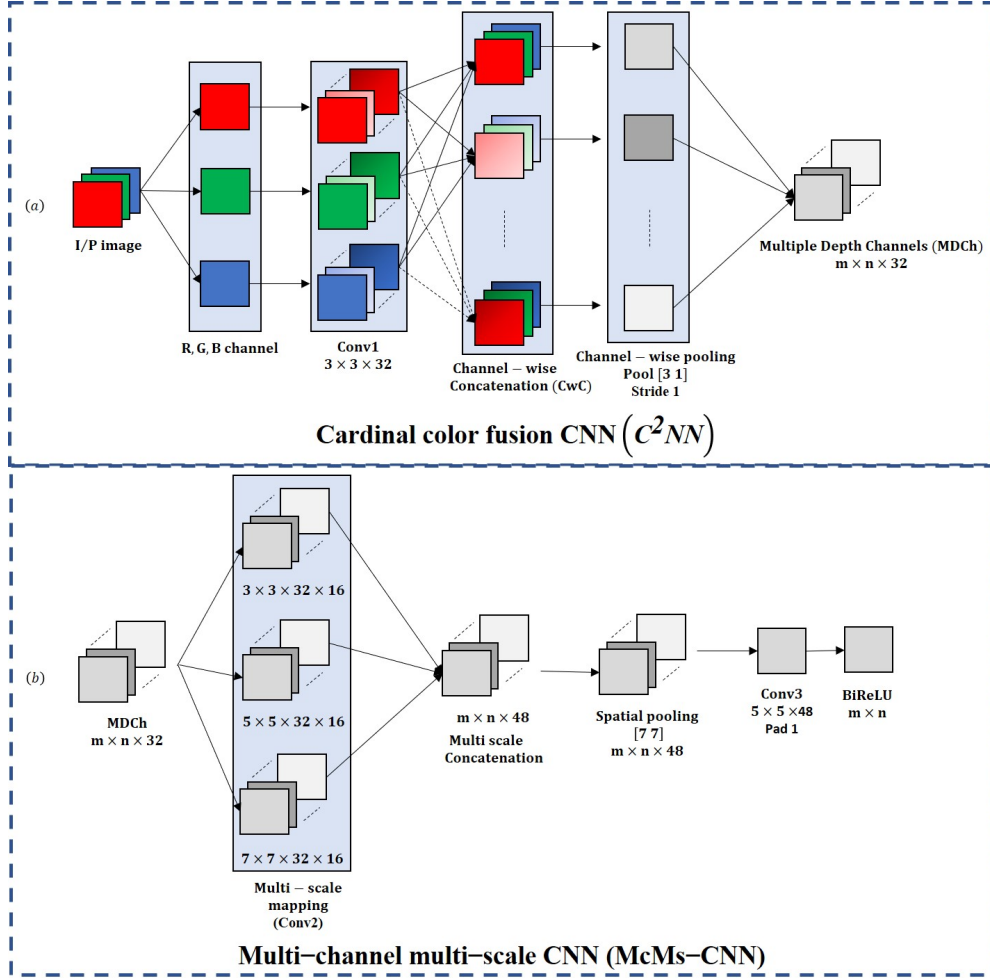 (a)
I/P image
R, G, B channel
Conv1
3 × 3 × 32
Channel − wise
Concatenation (CwC)
Channel − wise pooling
Pool [3 1]
Stride 1
Multiple Depth Channels (MDCh)
m × n × 32
Cardinal color fusion CNN (C²NN)
(b)
MDCh
m × n × 32
3 × 3 × 32 × 16
5 × 5 × 32 × 16
7 × 7 × 32 × 16
Multi − scale
mapping
(Conv2)
m × n × 48
Multi scale
Concatenation
Spatial pooling
[7 7]
m × n × 48
Conv3
5 × 5 ×48
Pad 1
BiReLU
m × n
Multi−channel multi−scale CNN (McMs−CNN)